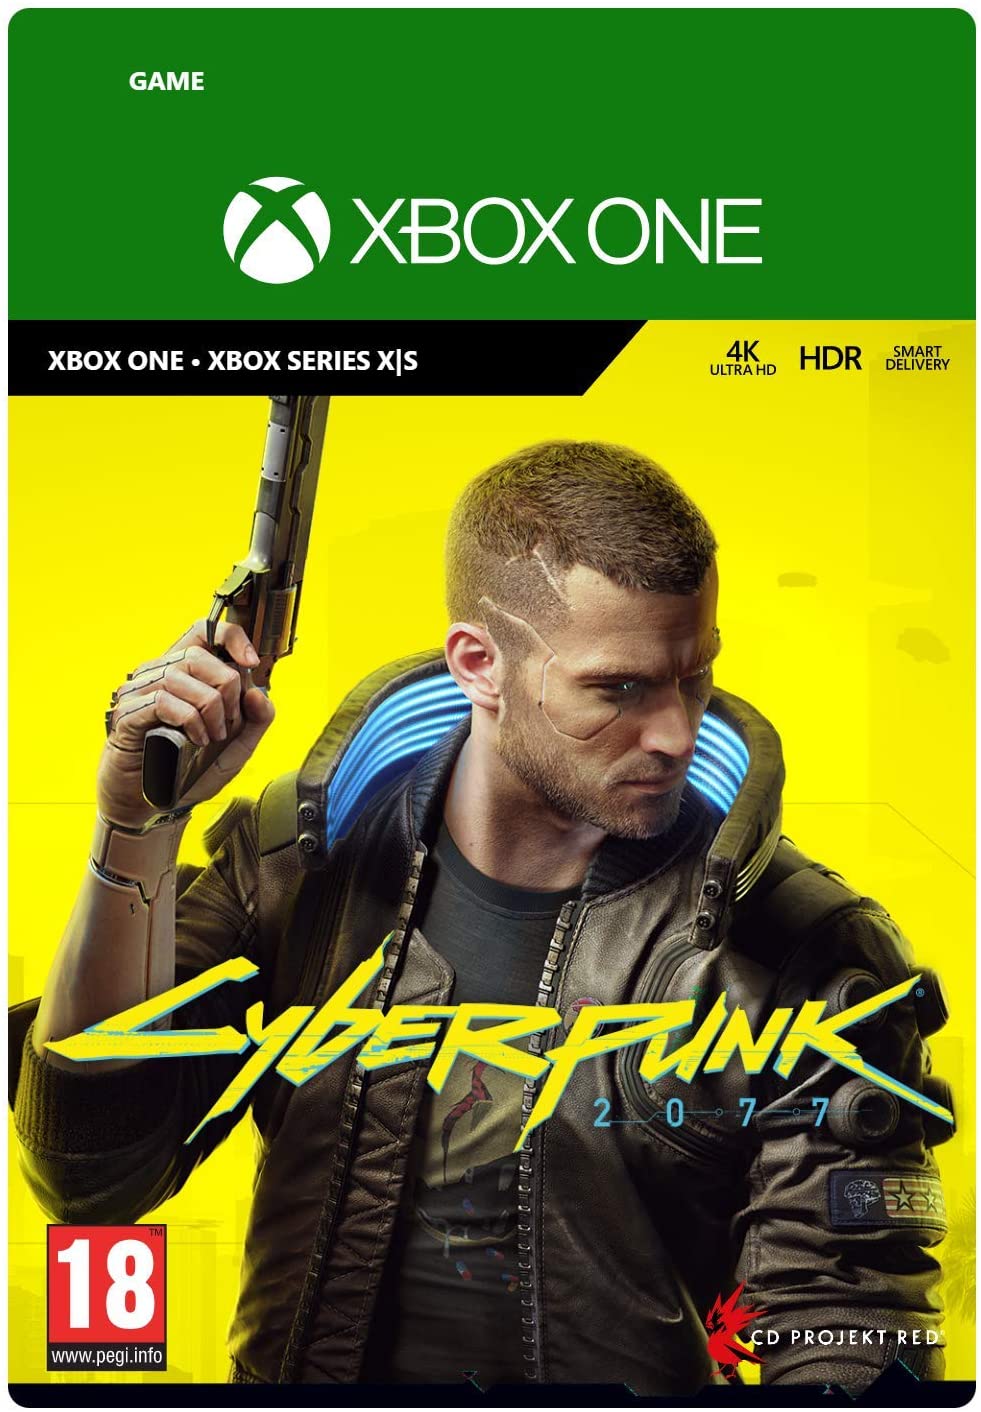 GAME
XBOX ONE
XBOX ONE • XBOX SERIES X|S
4K
ULTRA HD
HDR
SMART
DELIVERY
CYBERPUNK®
2077
18™
www.pegi.info
CD PROJEKT RED®